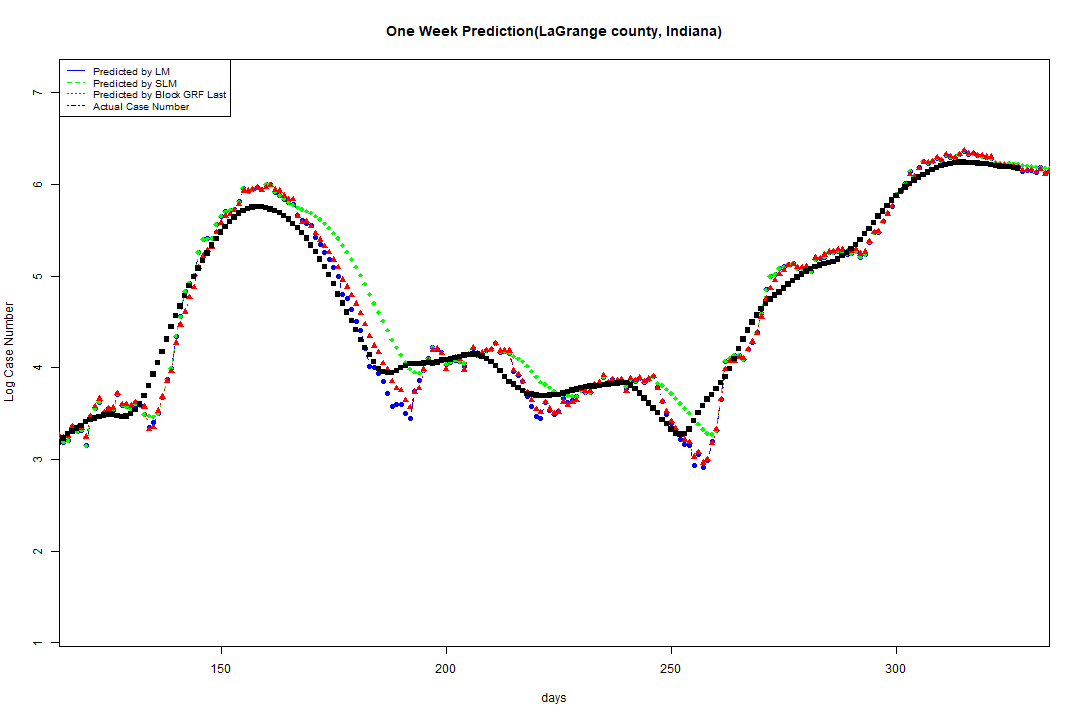 One Week Prediction(LaGrange county, Indiana)
Predicted by LM
Predicted by SLM
Predicted by Block GRF Last
Actual Case Number
7
6
5
4
3
2
1
Log Case Number
150 200 250 300
days